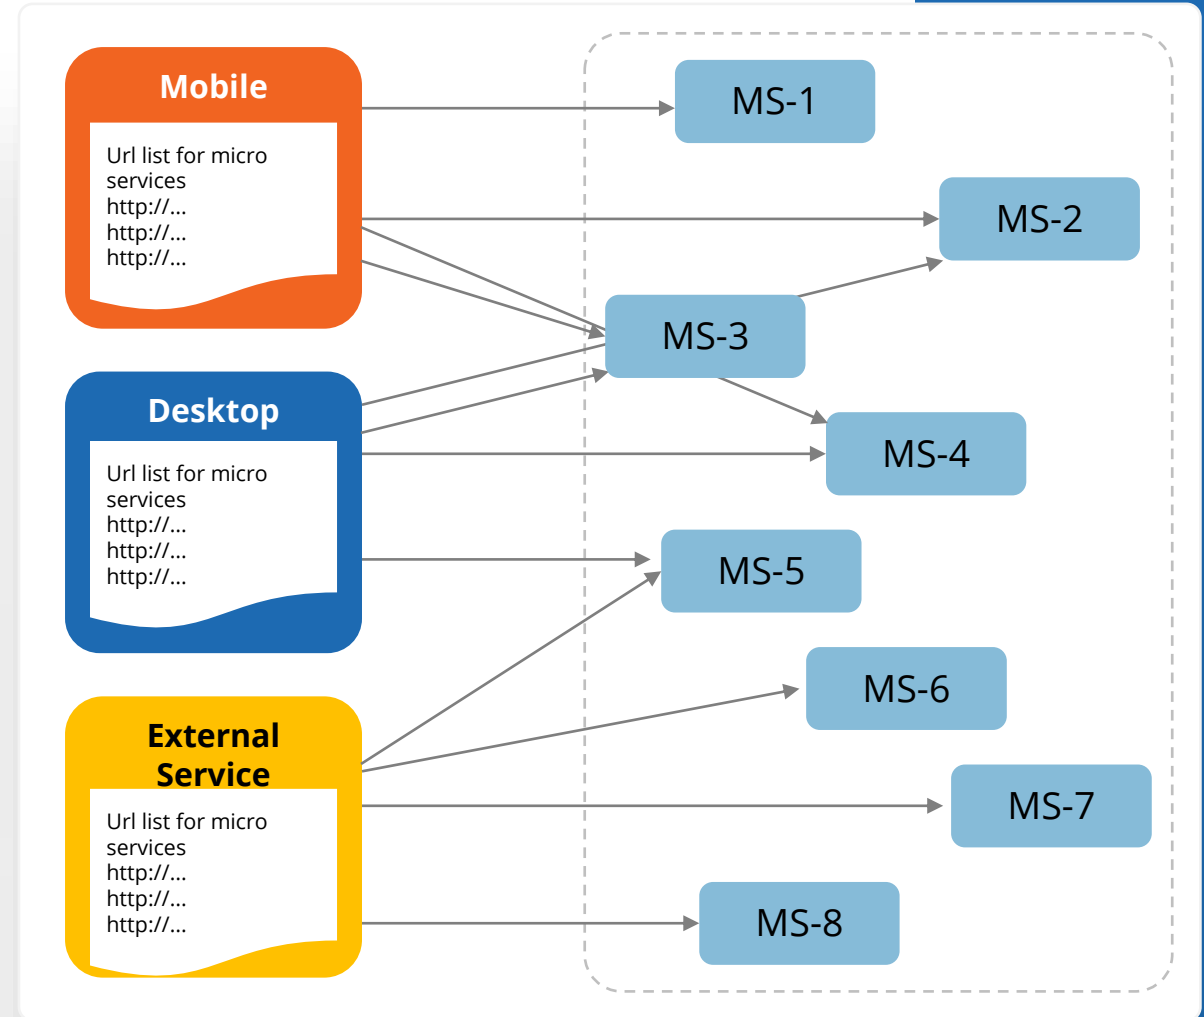 Mobile
Url list for micro
services
http://...
http://...
http://...
Desktop
Url list for micro
services
http://...
http://...
http://...
External
Service
Url list for micro
services
http://...
http://...
http://...
MS-1
MS-2
MS-3
MS-4
MS-5
MS-6
MS-7
MS-8